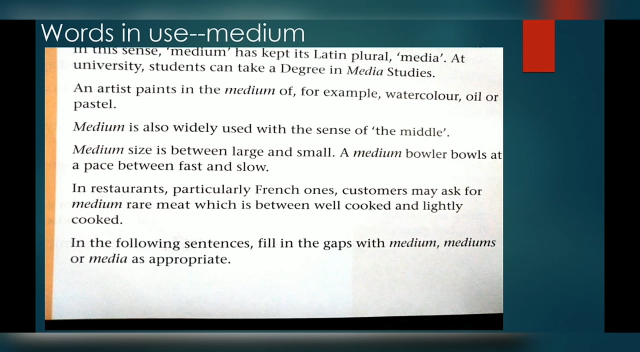 Words in use--medium
In this sense, 'medium' has kept its Latin plural, 'media'. At
university, students can take a Degree in Media Studies.
An artist paints in the medium of, for example, watercolour, oil or
pastel.
Medium is also widely used with the sense of 'the middle'.
Medium size is between large and small. A medium bowler bowls at
a pace between fast and slow.
In restaurants, particularly French ones, customers may ask for
medium rare meat which is between well cooked and lightly
cooked.
In the following sentences, fill in the gaps with medium, mediums
or media as appropriate.